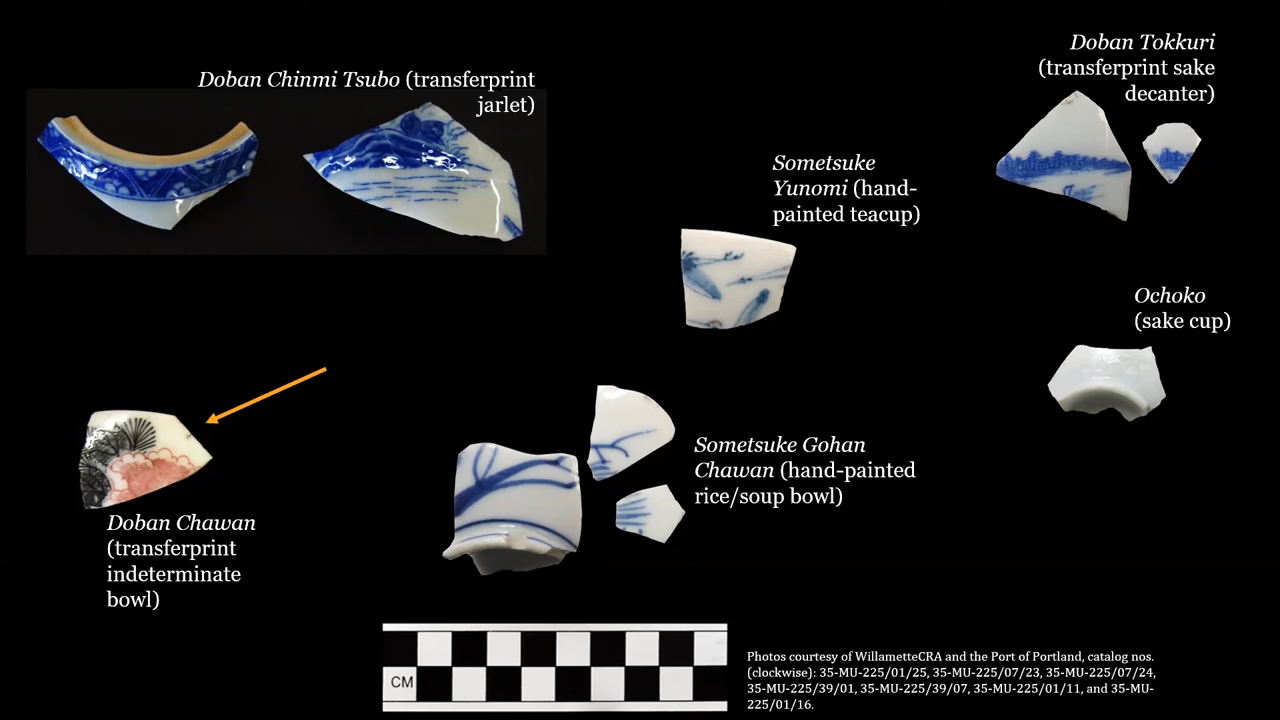 Doban Chinmi Tsubo (transferprint
jarlet)
Doban Tokkuri
(transferprint sake
decanter)
Sometsuke
Yunomi (hand-
painted teacup)
Ochoko
(sake cup)
Sometsuke Gohan
Chawan (hand-painted
rice/soup bowl)
Doban Chawan
(transferprint
indeterminate
bowl)
CM
Photos courtesy of WillametteCRA and the Port of Portland, catalog nos.
(clockwise): 35-MU-225/01/25, 35-MU-225/07/23, 35-MU-225/07/24,
35-MU-225/39/01, 35-MU-225/39/07, 35-MU-225/01/11, and 35-MU-
225/01/16.